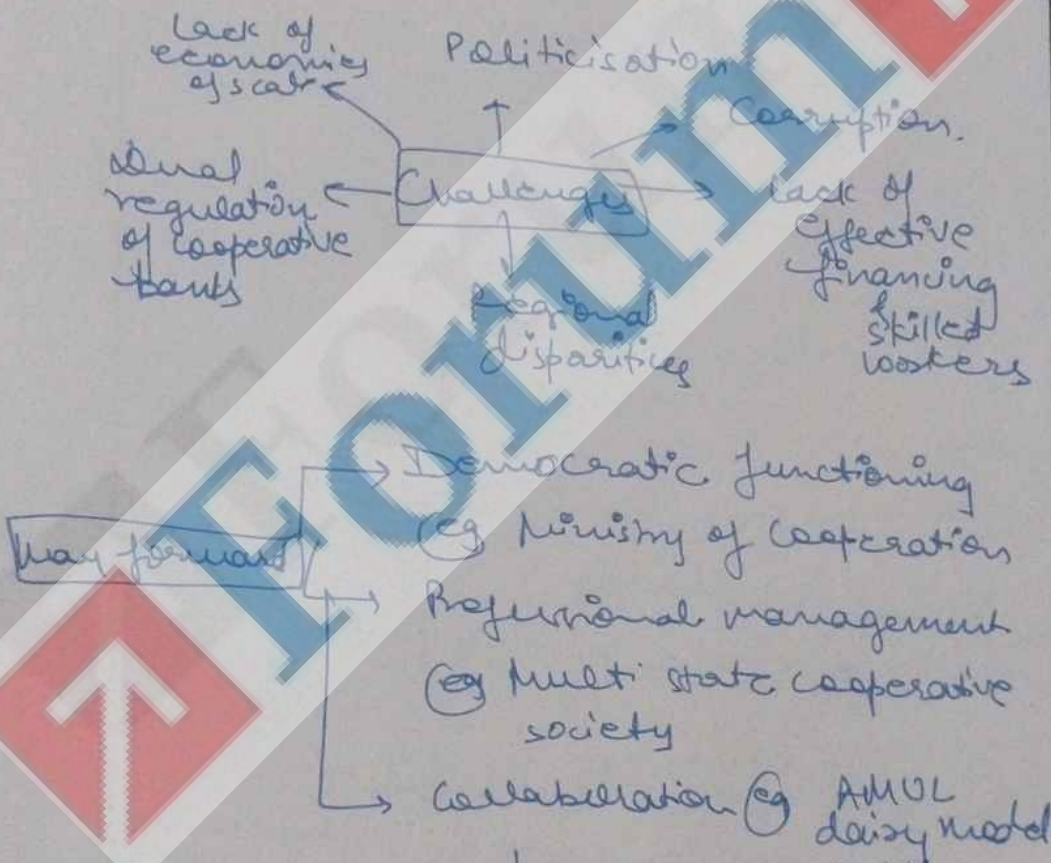 Lack of
economies
of scale
Politicisation
Corruption.
Dual
regulation
of Cooperative
banks
Challenges
Lack of
effective
financing
&
skilled
workers
Regional
disparities
Way forward
Democratic functioning
eg Ministry of Cooperation
Professional management
eg Multi state cooperative
society
Collaboration eg AMUL
dairy model
Forum